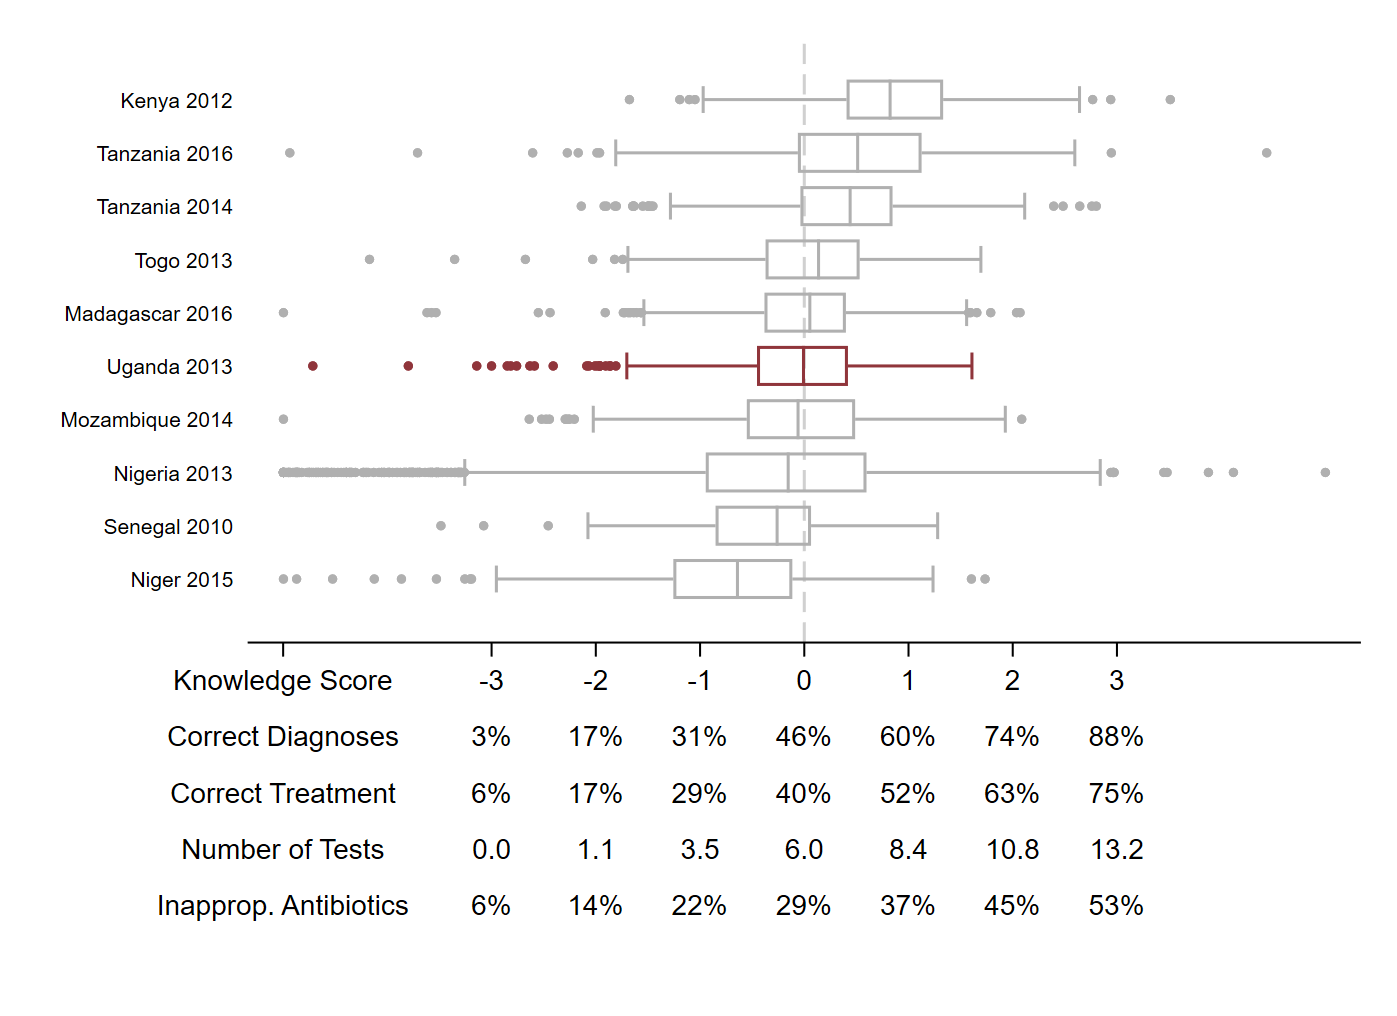 Kenya 2012
Tanzania 2016
Tanzania 2014
Togo 2013
Madagascar 2016
Uganda 2013
Mozambique 2014
Nigeria 2013
Senegal 2010
Niger 2015
Knowledge Score -3 -2 -1 0 1 2 3
Correct Diagnoses 3% 17% 31% 46% 60% 74% 88%
Correct Treatment 6% 17% 29% 40% 52% 63% 75%
Number of Tests 0.0 1.1 3.5 6.0 8.4 10.8 13.2
Inapprop. Antibiotics 6% 14% 22% 29% 37% 45% 53%